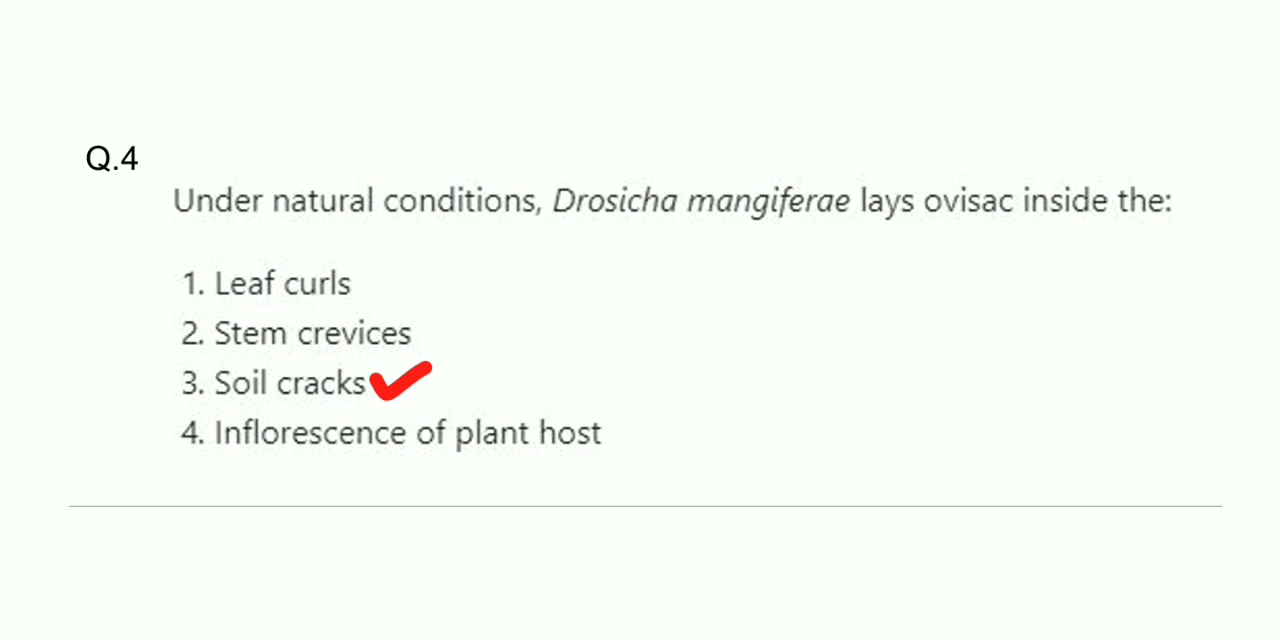 Q.4
Under natural conditions, Drosicha mangiferae lays ovisac inside the:
1. Leaf curls
2. Stem crevices
3. Soil cracks
4. Inflorescence of plant host